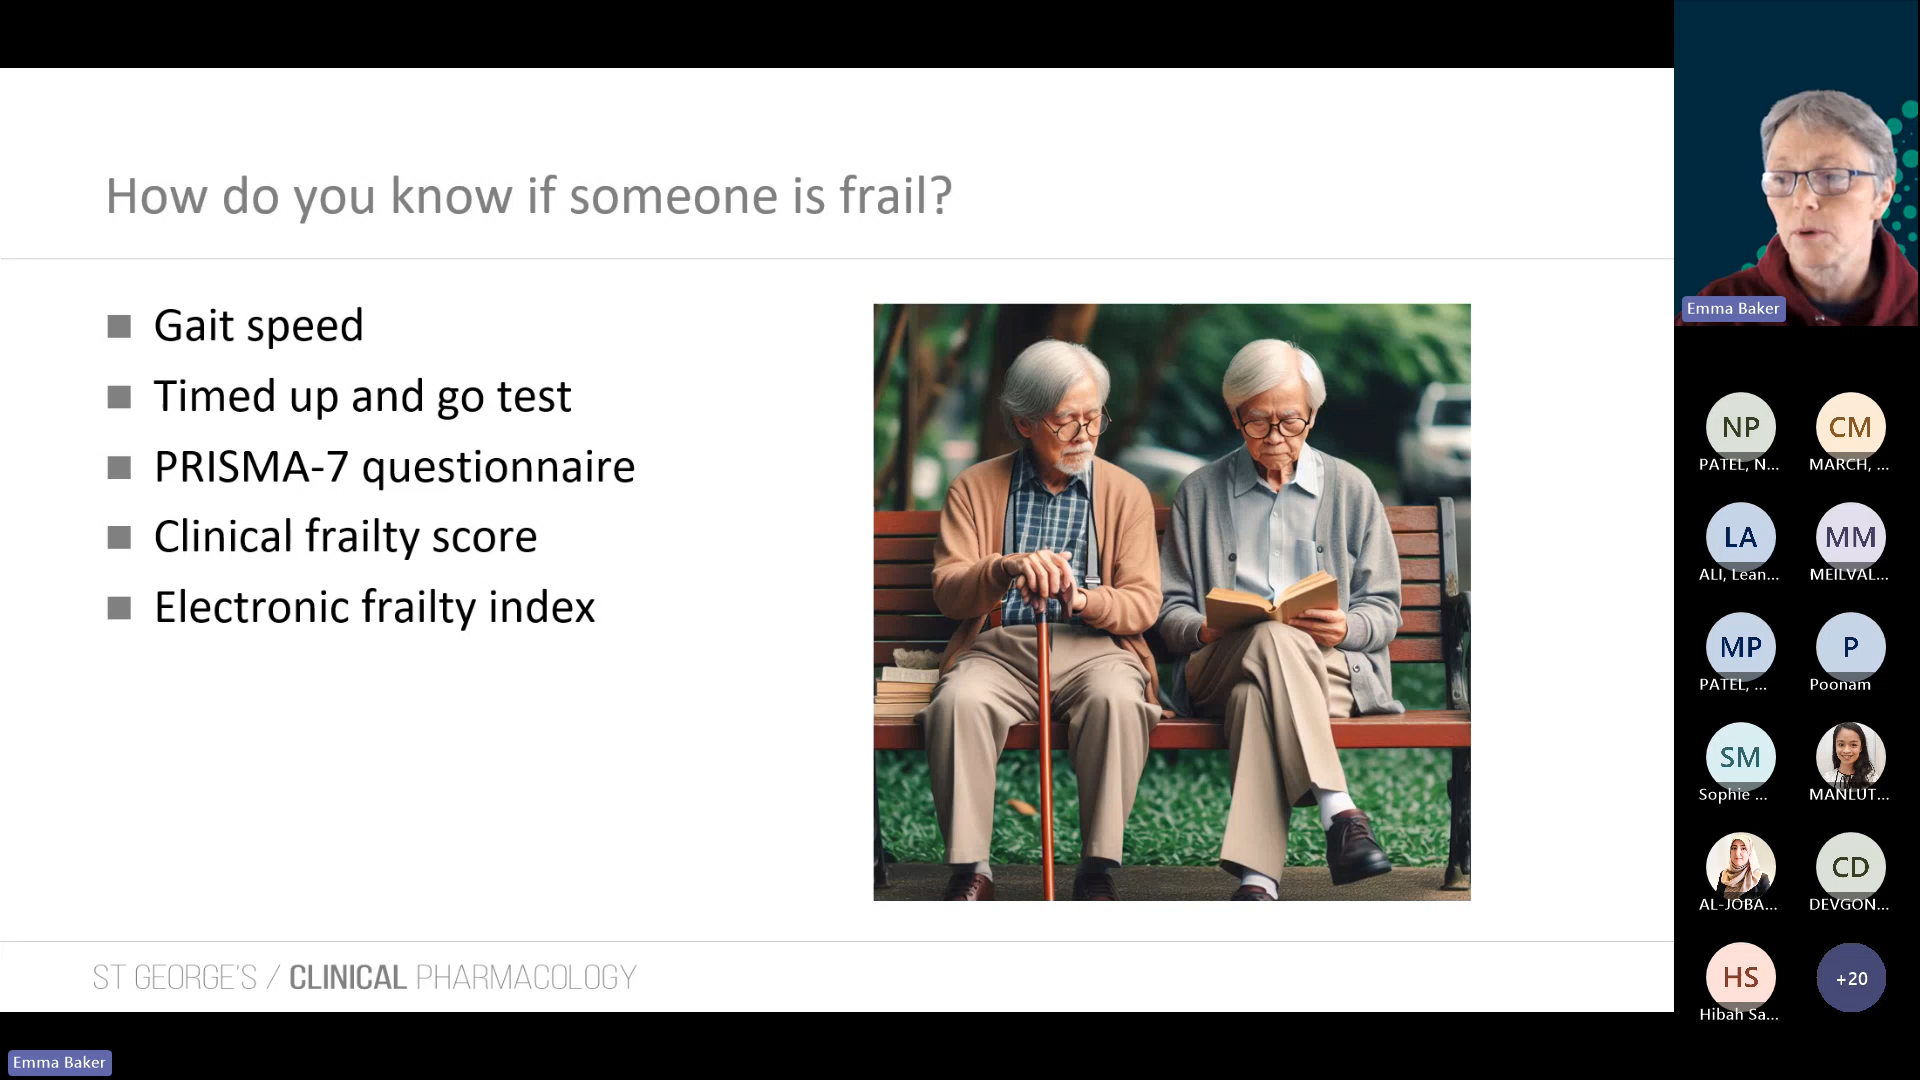 How do you know if someone is frail?
Gait speed
Timed up and go test
PRISMA-7 questionnaire
Clinical frailty score
Electronic frailty index
ST GEORGE'S / CLINICAL PHARMACOLOGY
Emma Baker
Emma Baker
NP
PATEL, N...
CM
MARCH, ...
LA
ALI, Lean...
MM
MEILVAL...
MP
PATEL, ...
P
Poonam
SM
Sophie ...
MANLUT...
AL-JOBA...
CD
DEVGON...
HS
Hibah Sa...
+20